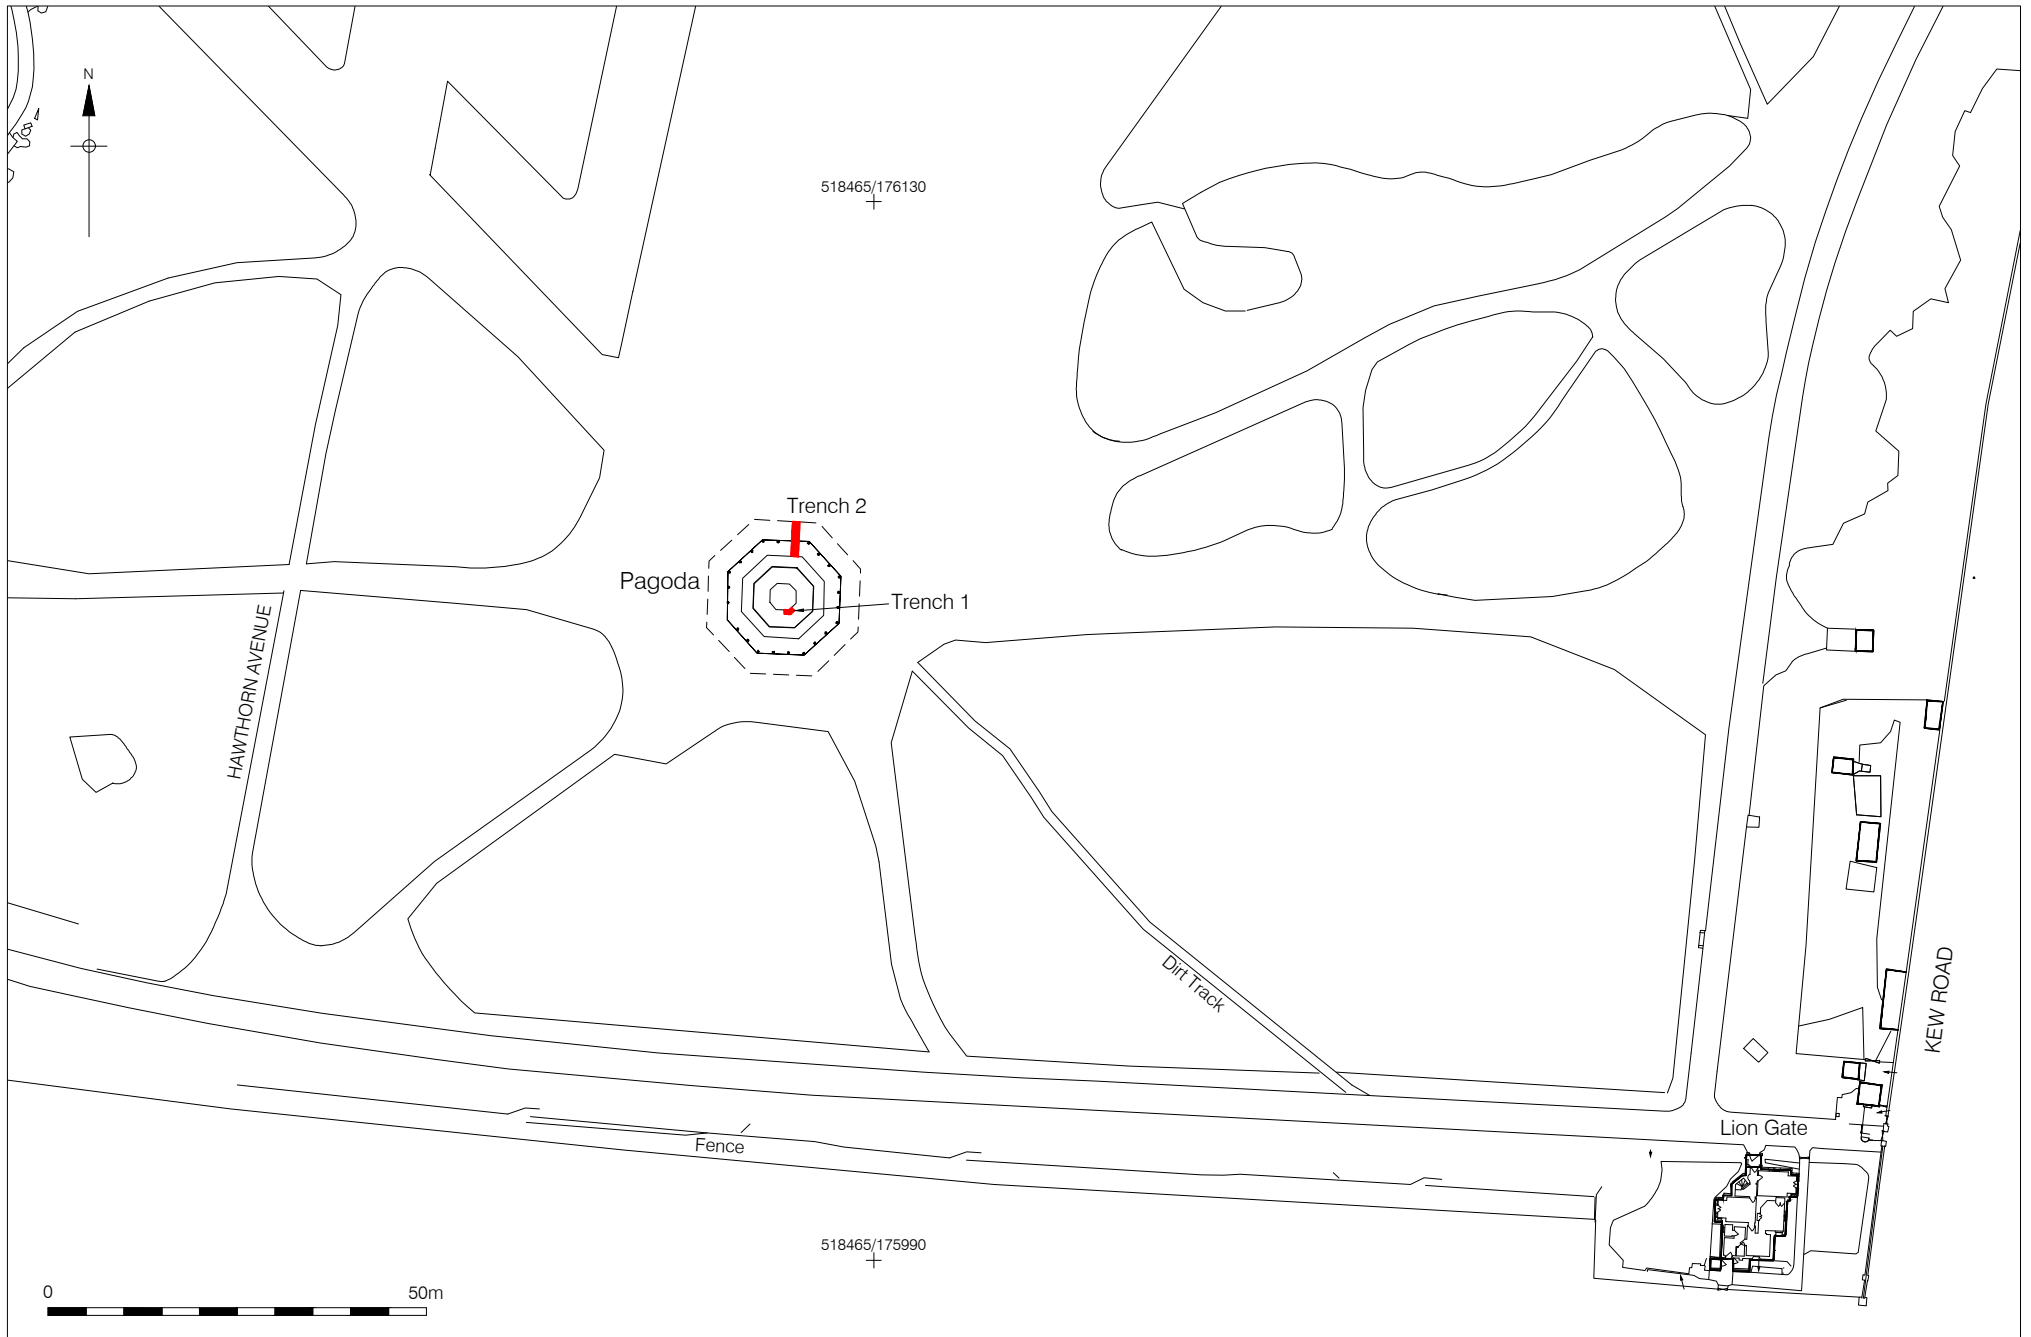 N
518465/176130
Trench 2
Pagoda
Trench 1
HAWTHORN AVENUE
Dirt Track
KEW ROAD
Lion Gate
Fence
518465/175990
0
50m